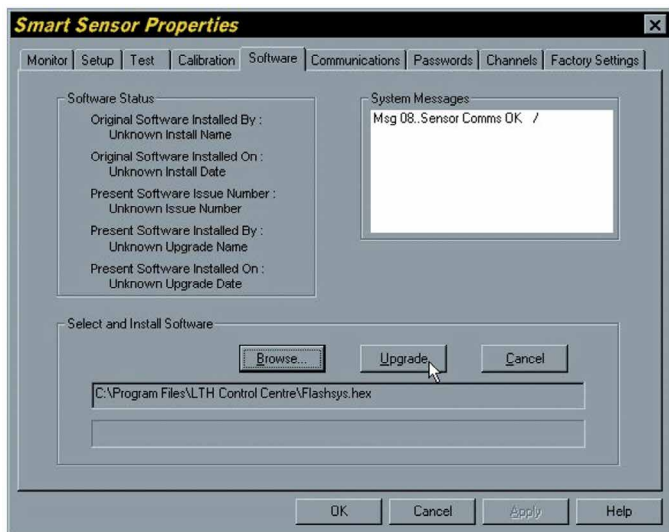 Smart Sensor Properties
Monitor Setup Test Calibration Software Communications Passwords Channels Factory Settings
Software Status
Original Software Installed By :
Unknown Install Name
Original Software Installed On :
Unknown Install Date
Present Software Issue Number :
Unknown Issue Number
Present Software Installed By :
Unknown Upgrade Name
Present Software Installed On :
Unknown Upgrade Date
System Messages
Msg 08..Sensor Comms OK /
Select and Install Software
Browse... Upgrade Cancel
C:\Program Files\LTH Control Centre\Flashsys.hex
OK Cancel Apply Help